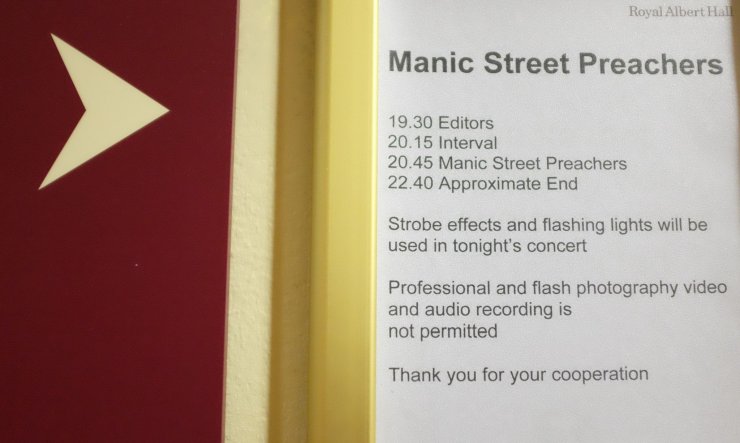 Royal Albert Hall
Manic Street Preachers
19.30 Editors
20.15 Interval
20.45 Manic Street Preachers
22.40 Approximate End
Strobe effects and flashing lights will be
used in tonight's concert
Professional and flash photography video
and audio recording is
not permitted
Thank you for your cooperation